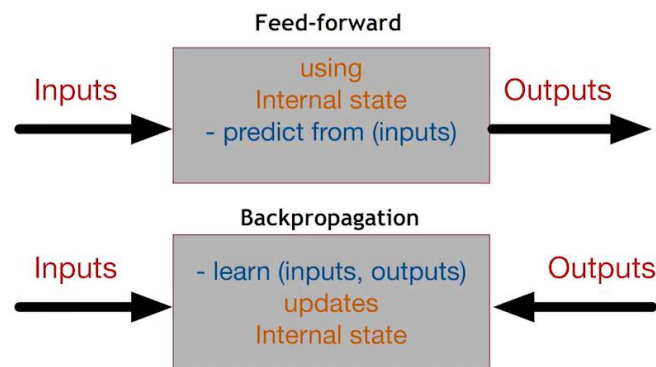 Feed-forward
Inputs
using
Internal state
- predict from (inputs)
Outputs
Backpropagation
Inputs
- learn (inputs, outputs)
updates
Internal state
Outputs